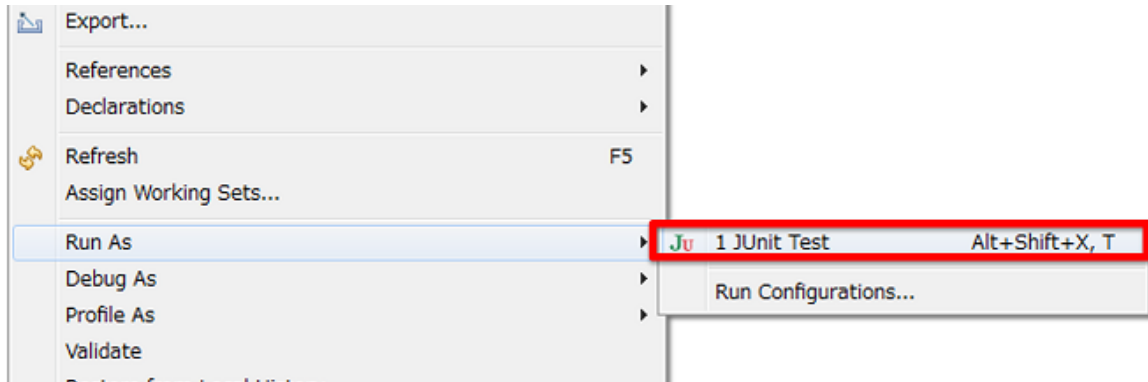 Export...
References
Declarations
Refresh F5
Assign Working Sets...
Run As
JU 1 JUnit Test Alt+Shift+X, T
Debug As
Run Configurations...
Profile As
Validate